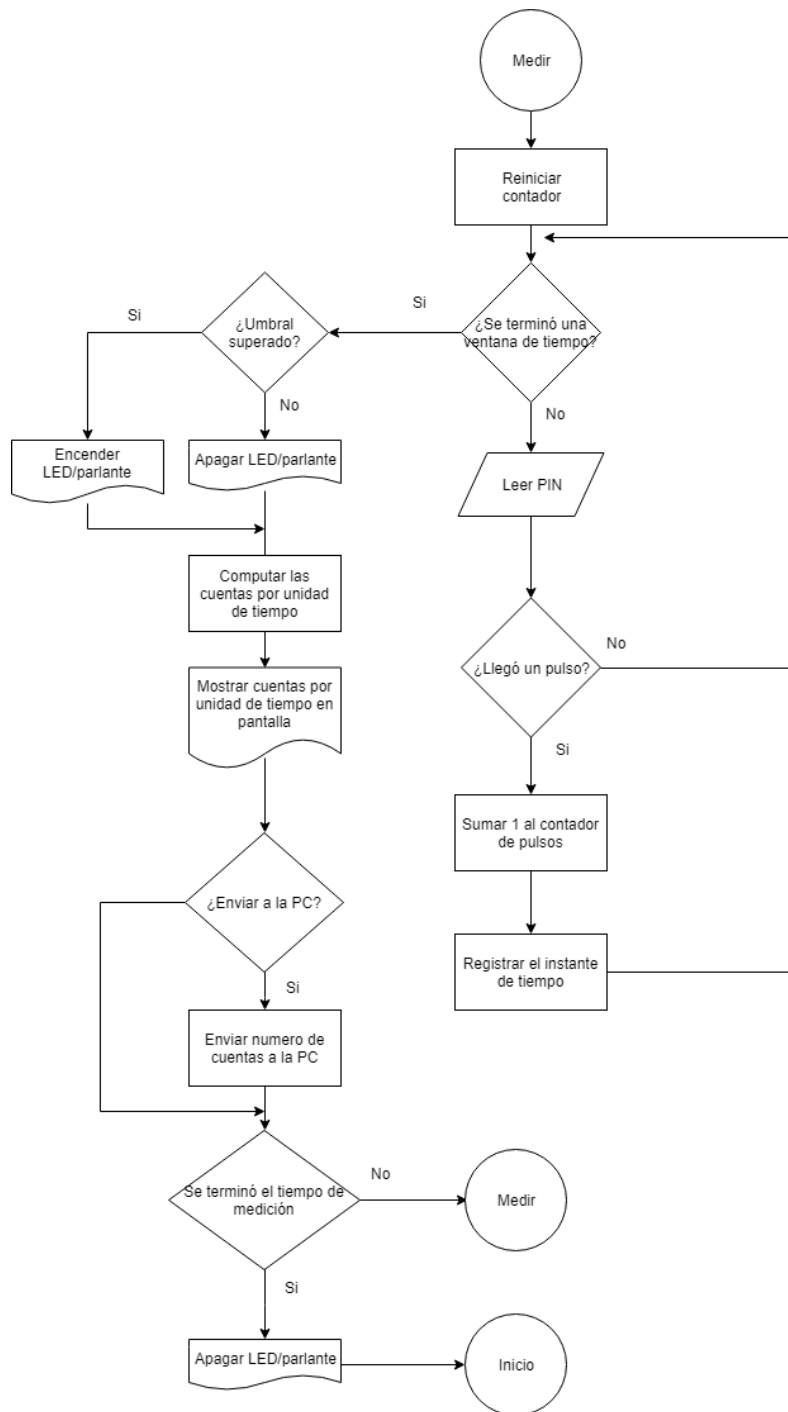 Medir
Reiniciar
contador
¿Se terminó una
ventana de tiempo?
Si
No
¿Umbral
superado?
Si
No
Encender
LED/parlante
Apagar LED/parlante
Computar las
cuentas por unidad
de tiempo
Mostrar cuentas por
unidad de tiempo en
pantalla
¿Enviar a la PC?
Si
Enviar numero de
cuentas a la PC
Se terminó el tiempo de
medición
No
Medir
Si
Apagar LED/parlante
Inicio
Leer PIN
¿Llegó un pulso?
No
Si
Sumar 1 al contador
de pulsos
Registrar el instante
de tiempo